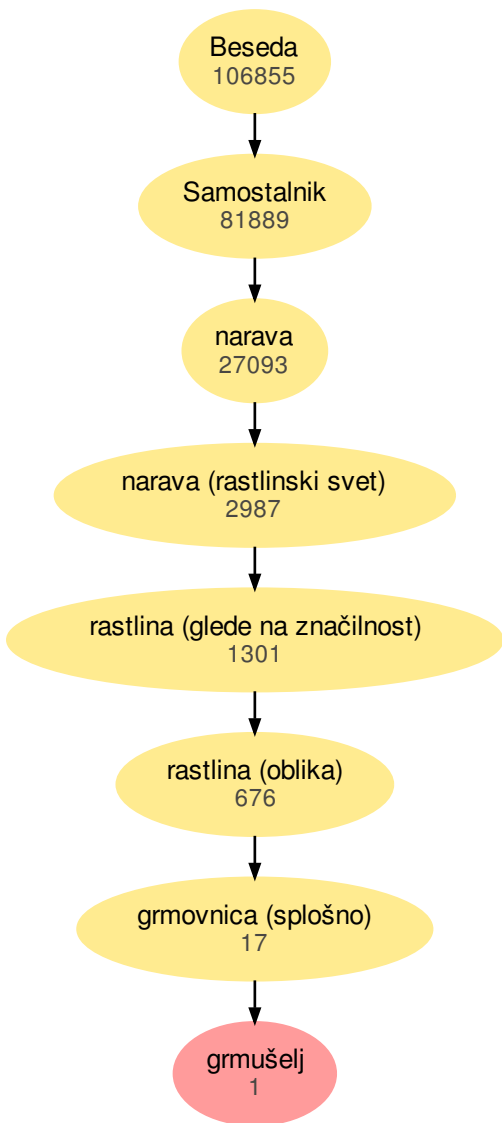 Beseda
106855
Samostalnik
81889
narava
27093
narava (rastlinski svet)
2987
rastlina (glede na značilnost)
1301
rastlina (oblika)
676
grmovnica (splošno)
17
grmušelj
1